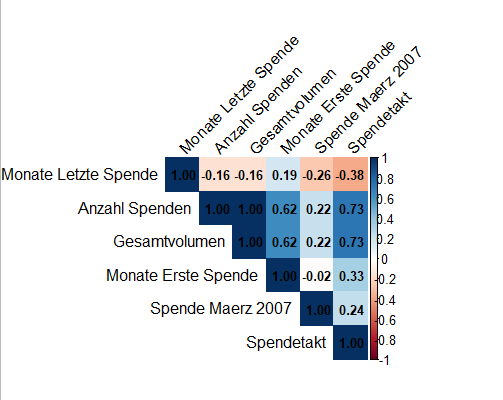 Monate Letzte Spende
Anzahl Spenden
Gesamtvolumen
Monate Erste Spende
Spende Maerz 2007
Spendetakt
Monate Letzte Spende 1.00 -0.16 -0.16 0.19 -0.26 -0.38
Anzahl Spenden 1.00 1.00 0.62 0.22 0.73
Gesamtvolumen 1.00 0.62 0.22 0.73
Monate Erste Spende 1.00 -0.02 0.33
Spende Maerz 2007 1.00 0.24
Spendetakt 1.00
1
0.8
0.6
0.4
0.2
0
-0.2
-0.4
-0.6
-0.8
-1